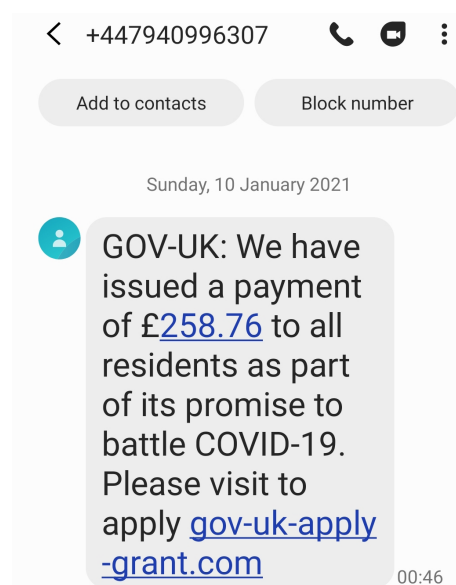 +447940996307
Add to contacts
Block number
Sunday, 10 January 2021
GOV-UK: We have
issued a payment
of £258.76 to all
residents as part
of its promise to
battle COVID-19.
Please visit to
apply gov-uk-apply
-grant.com
00:46